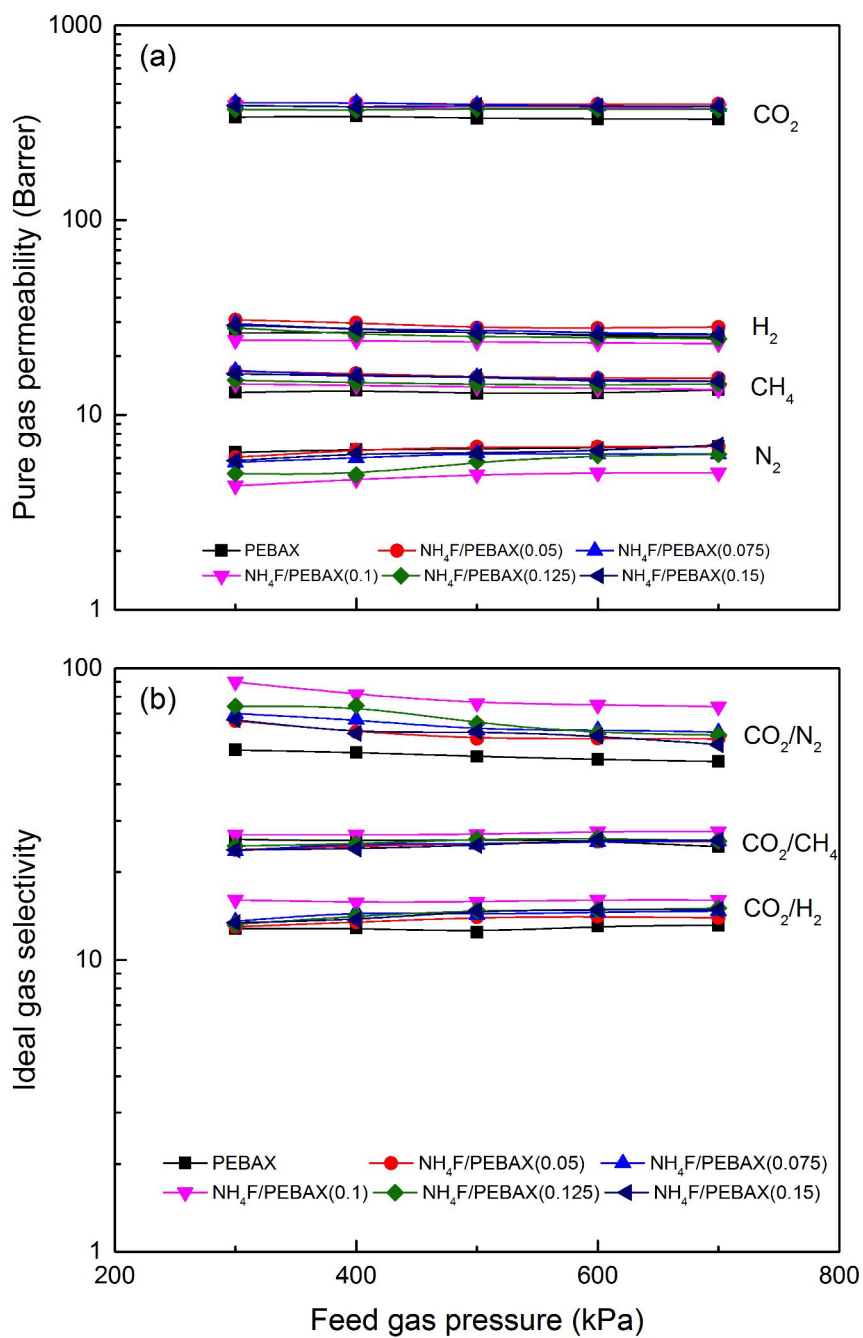 (a)
Pure gas permeability (Barrer)
1000
100
10
1
CO₂
H₂
CH₄
N₂
PEBAX NH₄F/PEBAX(0.05) NH₄F/PEBAX(0.075)
NH₄F/PEBAX(0.1) NH₄F/PEBAX(0.125) NH₄F/PEBAX(0.15)
(b)
Ideal gas selectivity
100
10
1
CO₂/N₂
CO₂/CH₄
CO₂/H₂
PEBAX NH₄F/PEBAX(0.05) NH₄F/PEBAX(0.075)
NH₄F/PEBAX(0.1) NH₄F/PEBAX(0.125) NH₄F/PEBAX(0.15)
200 400 600 800
Feed gas pressure (kPa)